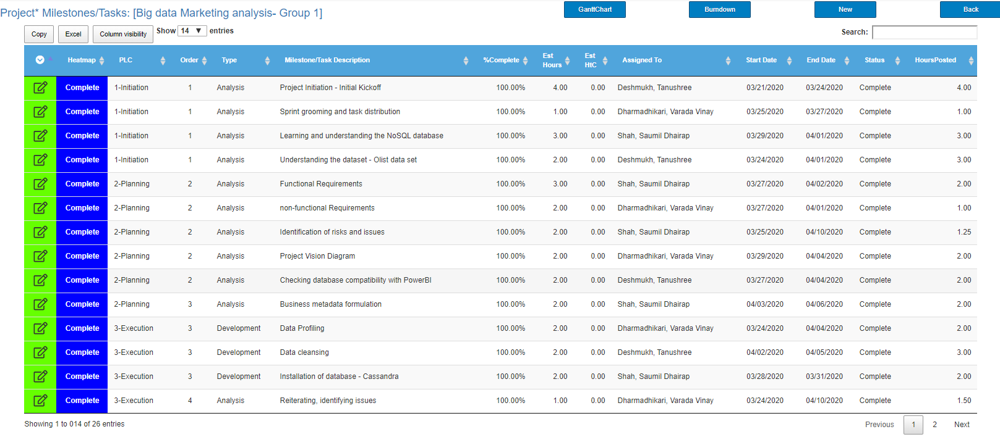 Project* Milestones/Tasks: [Big data Marketing analysis- Group 1]
GanttChart Burndown New Back
Copy Excel Column visibility Show 14 entries Search:
Heatmap PLC Order Type Milestone/Task Description %Complete Est Hours Est HtC Assigned To Start Date End Date Status HoursPosted
Complete 1-Initiation 1 Analysis Project Initiation - Initial Kickoff 100.00% 4.00 0.00 Deshmukh, Tanushree 03/21/2020 03/24/2020 Complete 4.00
Complete 1-Initiation 1 Analysis Sprint grooming and task distribution 100.00% 1.00 0.00 Dharmadhikari, Varada Vinay 03/25/2020 03/27/2020 Complete 1.00
Complete 1-Initiation 1 Analysis Learning and understanding the NoSQL database 100.00% 3.00 0.00 Shah, Saumil Dhairap 03/29/2020 04/01/2020 Complete 3.00
Complete 1-Initiation 1 Analysis Understanding the dataset - Olist data set 100.00% 2.00 0.00 Deshmukh, Tanushree 03/24/2020 04/01/2020 Complete 3.00
Complete 2-Planning 2 Analysis Functional Requirements 100.00% 3.00 0.00 Shah, Saumil Dhairap 03/27/2020 04/02/2020 Complete 2.00
Complete 2-Planning 2 Analysis non-functional Requirements 100.00% 2.00 0.00 Dharmadhikari, Varada Vinay 03/27/2020 04/01/2020 Complete 1.00
Complete 2-Planning 2 Analysis Identification of risks and issues 100.00% 2.00 0.00 Shah, Saumil Dhairap 03/25/2020 04/10/2020 Complete 1.25
Complete 2-Planning 2 Analysis Project Vision Diagram 100.00% 2.00 0.00 Dharmadhikari, Varada Vinay 03/29/2020 04/04/2020 Complete 2.00
Complete 2-Planning 2 Analysis Checking database compatibility with PowerBI 100.00% 2.00 0.00 Deshmukh, Tanushree 03/27/2020 04/04/2020 Complete 2.00
Complete 2-Planning 3 Analysis Business metadata formulation 100.00% 2.00 0.00 Shah, Saumil Dhairap 04/03/2020 04/06/2020 Complete 2.00
Complete 3-Execution 3 Development Data Profiling 100.00% 2.00 0.00 Dharmadhikari, Varada Vinay 03/24/2020 04/04/2020 Complete 2.00
Complete 3-Execution 3 Development Data cleansing 100.00% 2.00 0.00 Deshmukh, Tanushree 04/02/2020 04/05/2020 Complete 3.00
Complete 3-Execution 3 Development Installation of database - Cassandra 100.00% 2.00 0.00 Shah, Saumil Dhairap 03/28/2020 03/31/2020 Complete 2.00
Complete 3-Execution 4 Analysis Reiterating, identifying issues 100.00% 1.00 0.00 Dharmadhikari, Varada Vinay 03/24/2020 04/10/2020 Complete 1.50
Showing 1 to 014 of 26 entries Previous 1 2 Next